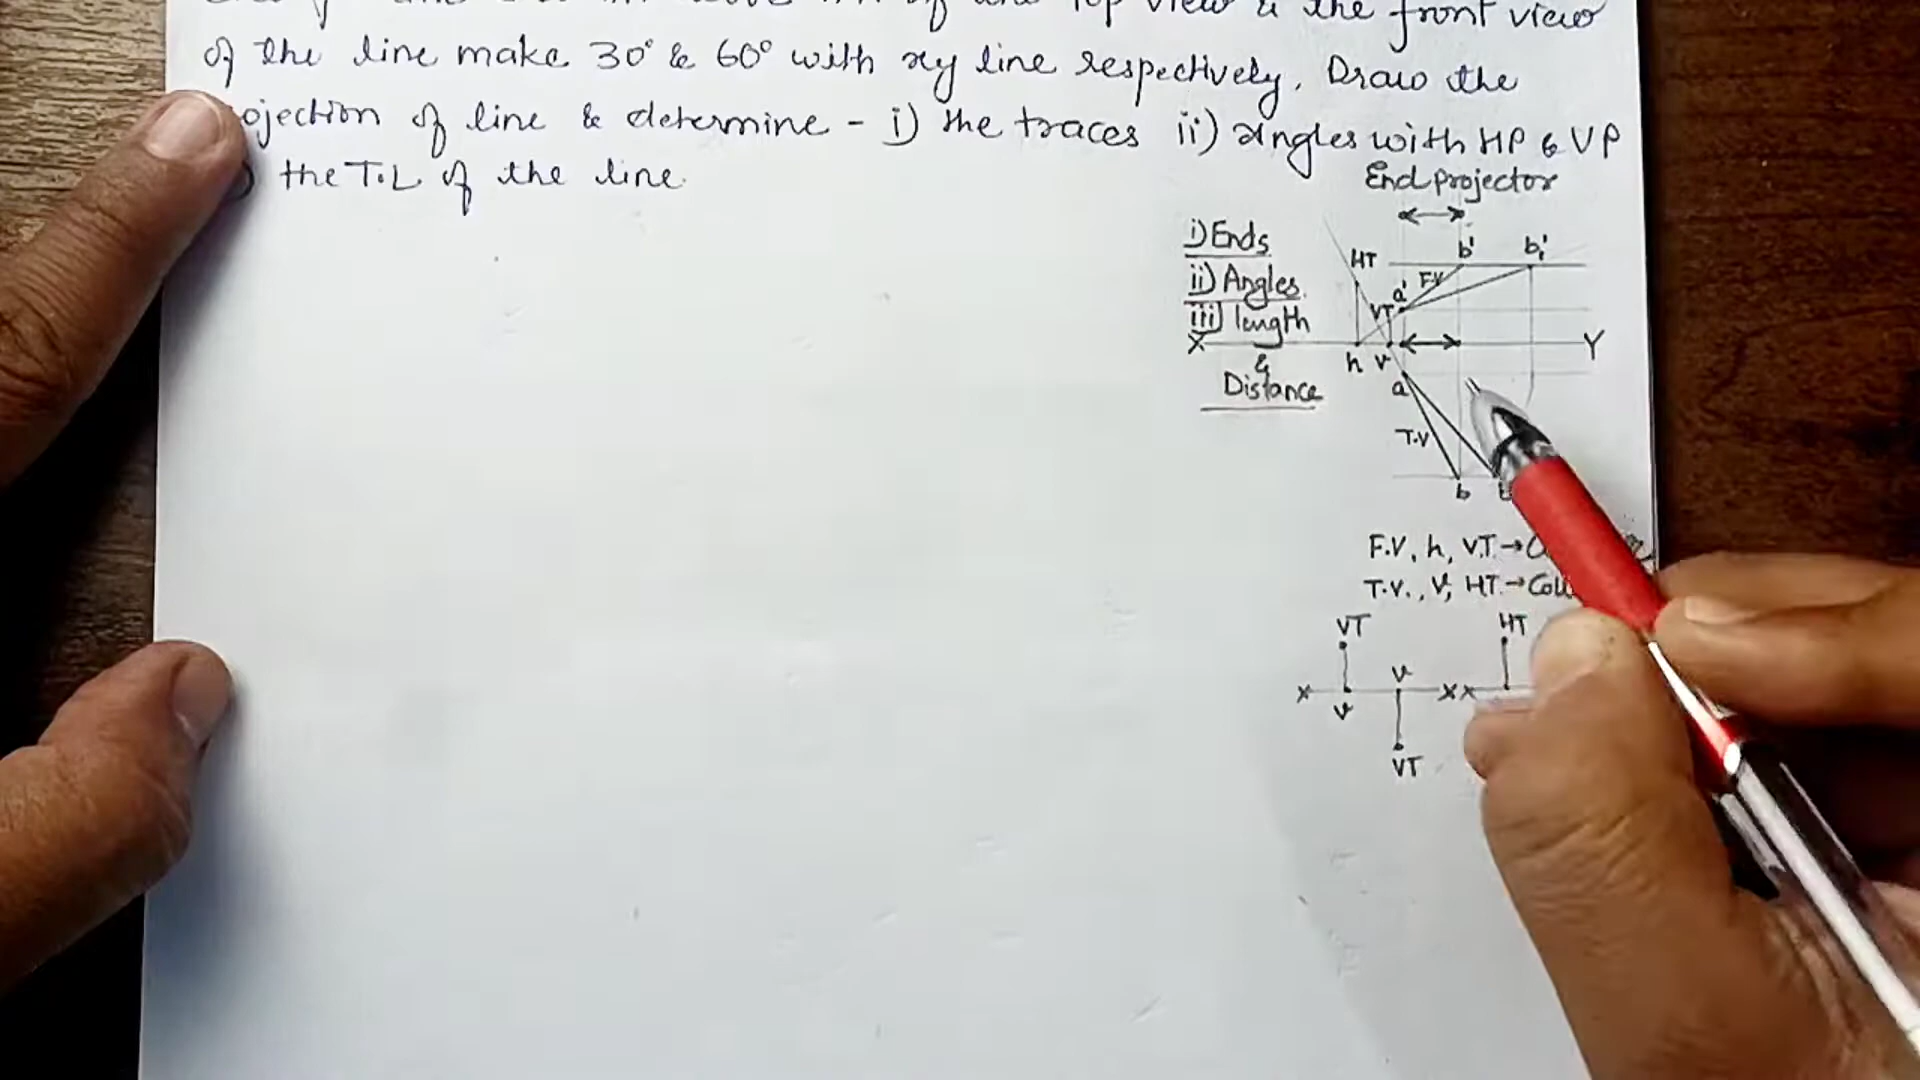 of the line make 30° & 60° with xy line respectively. Draw the
ojection of line & determine - i) the traces ii) angles with HP & VP
the T.L of the line.
End projector
i) Ends
ii) Angles
iii) length
&
Distance
HT
b'
b₁'
F.V
a'
VT
X
Y
h
v
a
T.V
b
F.V, h, VT.→
T.V., V, HT.→Coll
VT
HT
v
X
X X
v
VT